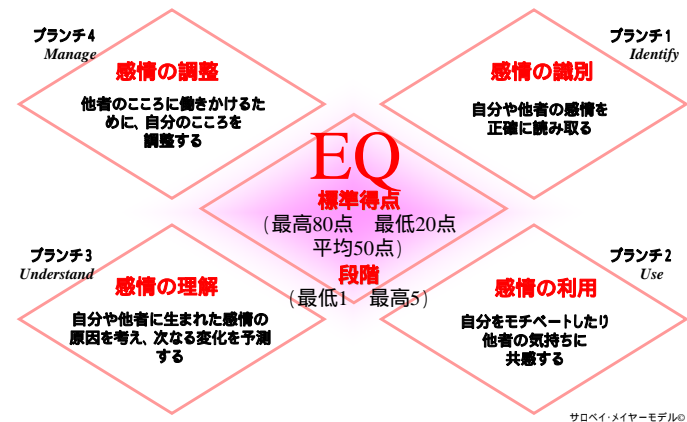 ブランチ4
Manage
感情の調整
他者のこころに働きかけるた
めに、自分のこころを
調整する
ブランチ1
Identify
感情の識別
自分や他者の感情を
正確に読み取る
EQ
標準得点
(最高80点　最低20点
平均50点)
段階
(最低1　最高5)
ブランチ3
Understand
感情の理解
自分や他者に生まれた感情の
原因を考え、次なる変化を予測
する
ブランチ2
Use
感情の利用
自分をモチベートしたり
他者の気持ちに
共感する
サロベイ・メイヤーモデル©